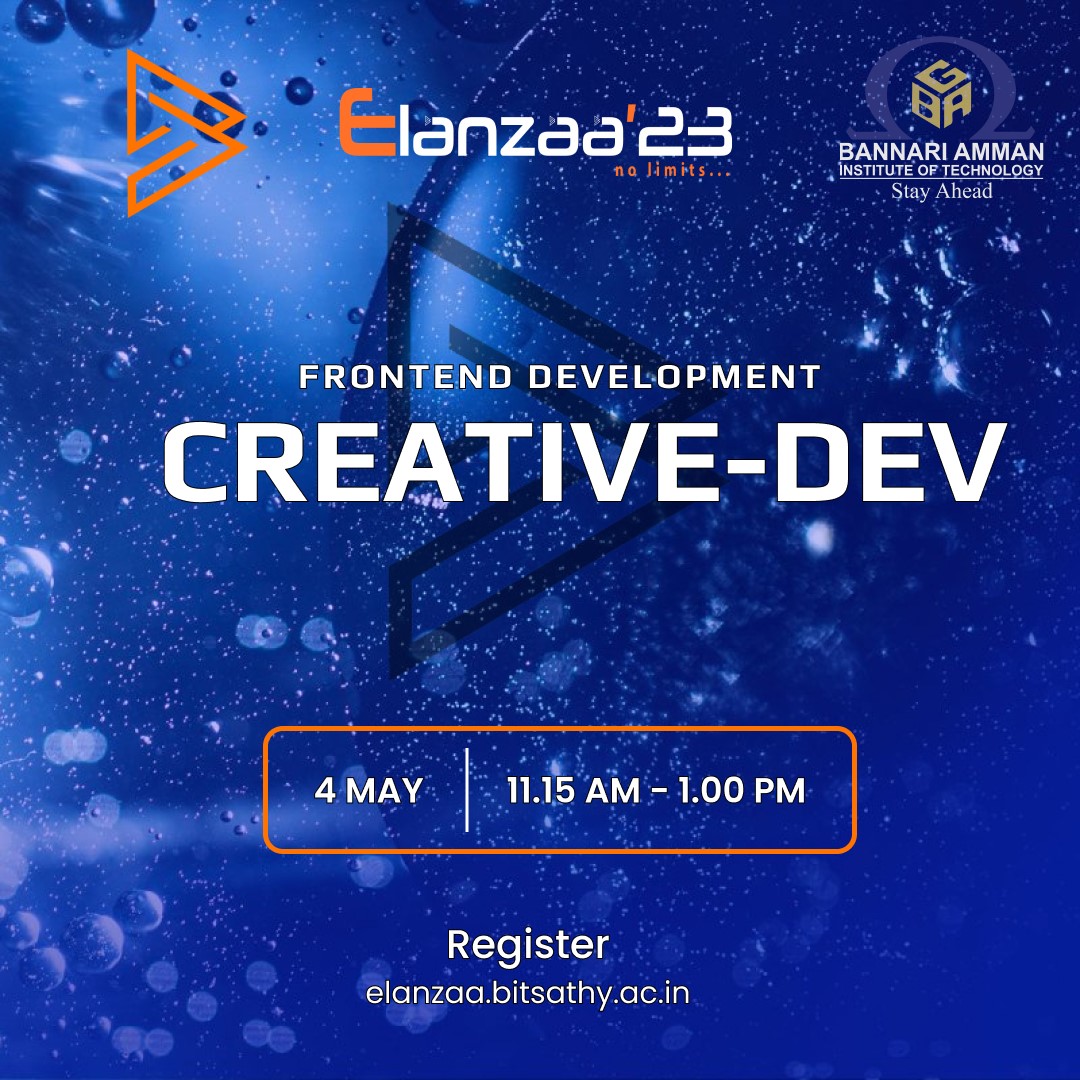 Elanzaa'23
no limits...
GBA
BANNARI AMMAN
INSTITUTE OF TECHNOLOGY
Stay Ahead
FRONTEND DEVELOPMENT
CREATIVE-DEV
4 MAY
11.15 AM - 1.00 PM
Register
elanzaa.bitsathy.ac.in